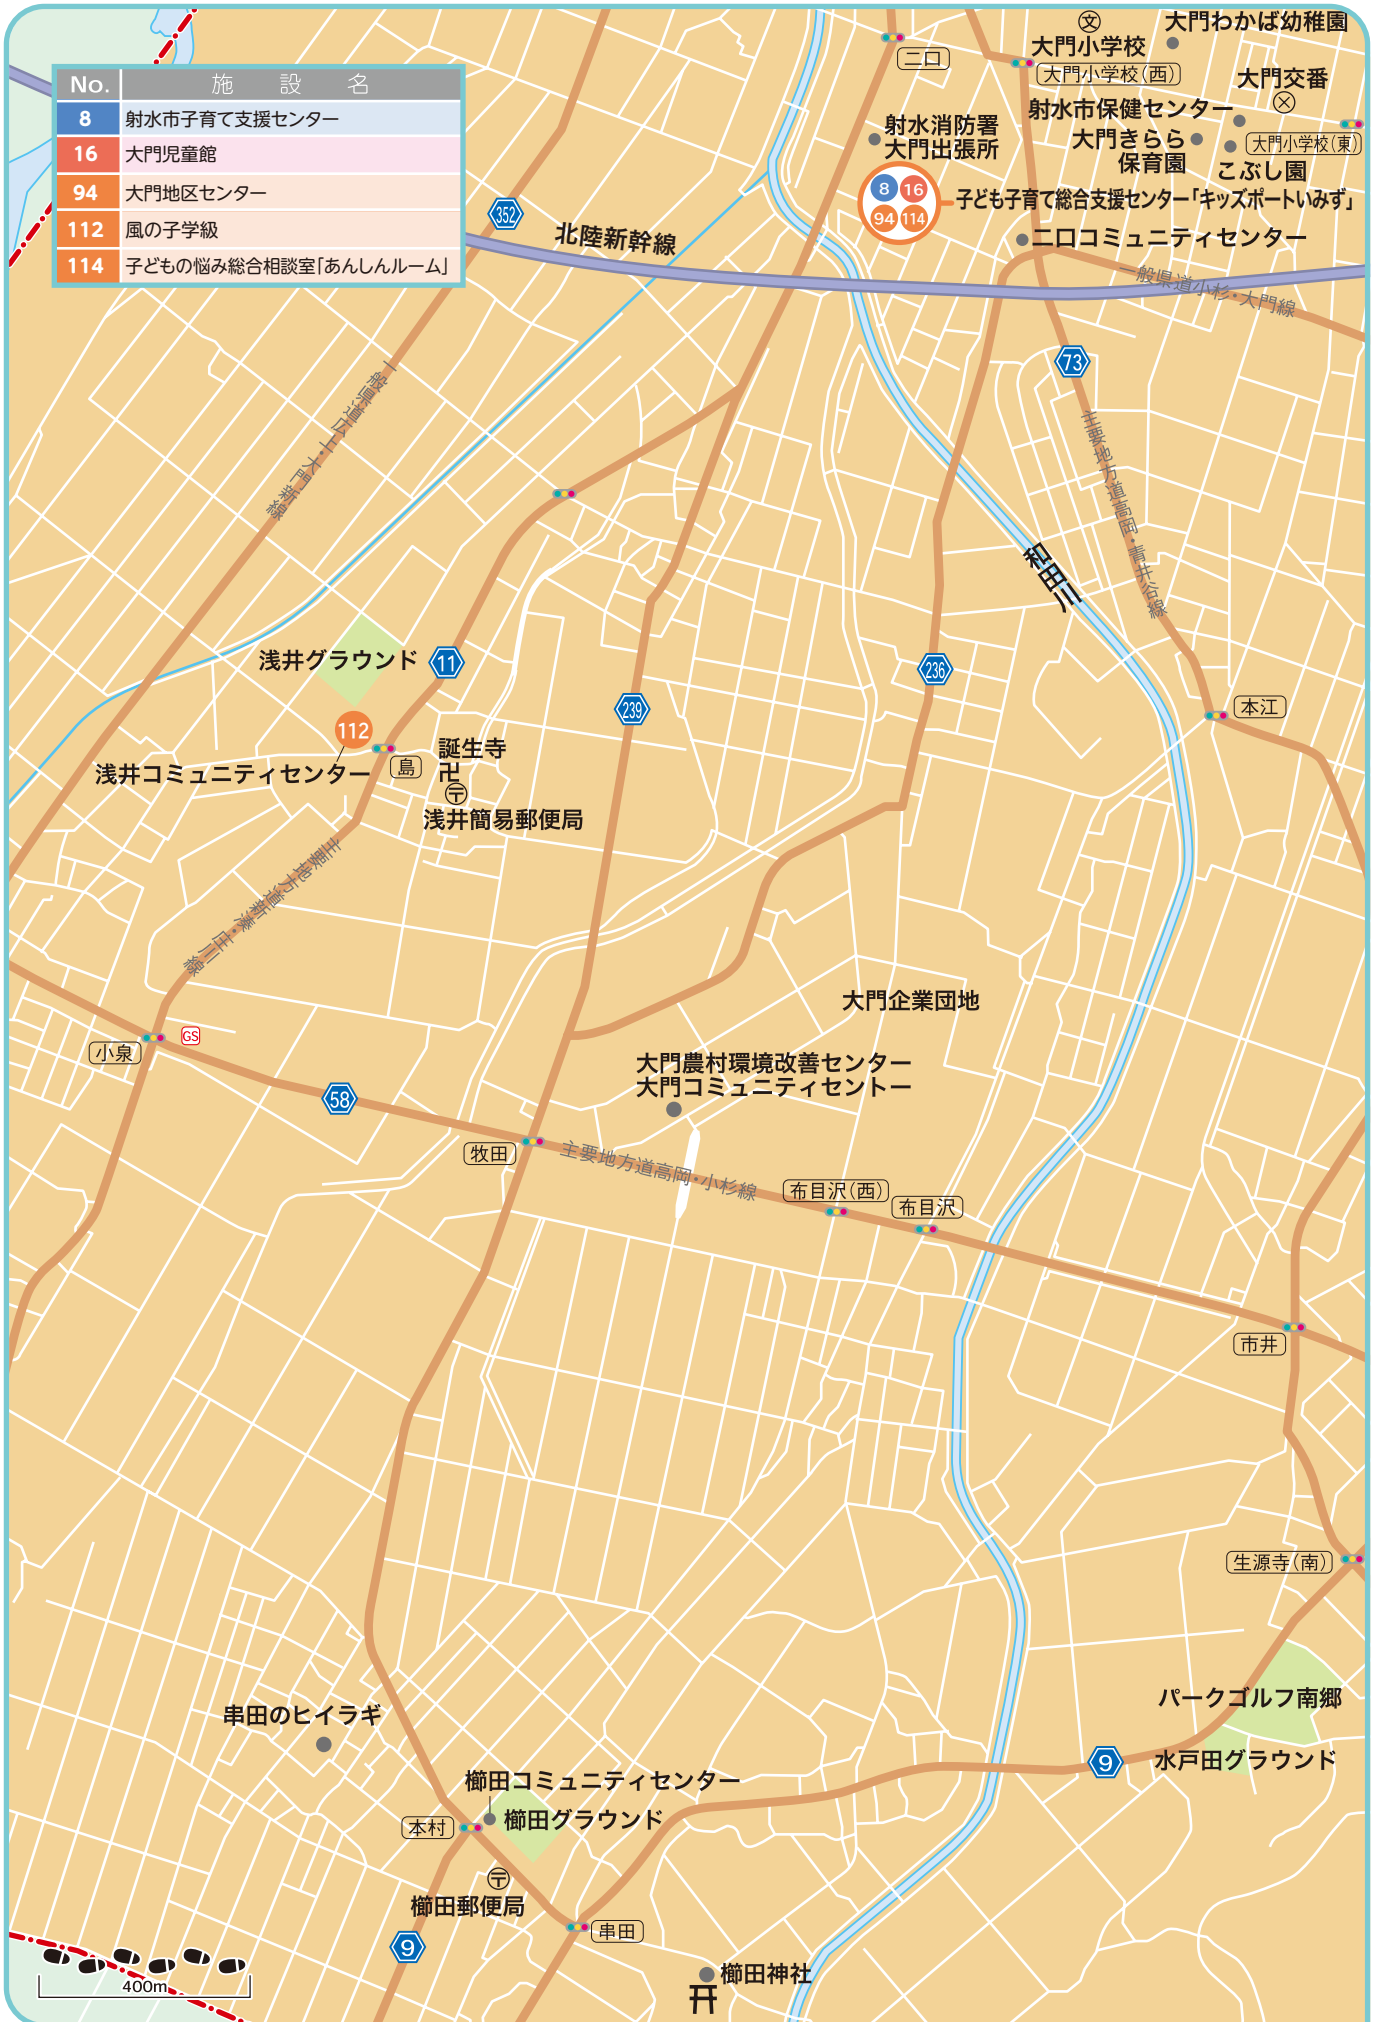 No. 施設名
8 射水市子育て支援センター
16 大門児童館
94 大門地区センター
112 風の子学級
114 子どもの悩み総合相談室「あんしんルーム」
二口
文
大門小学校
大門小学校(西)
大門わかば幼稚園
大門交番
射水市保健センター
大門小学校(東)
大門きらら
保育園
こぶし園
射水消防署
大門出張所
8 16
94 114
子ども子育て総合支援センター「キッズポートいみず」
二口コミュニティセンター
352
北陸新幹線
一般県道小杉・大門線
73
一般県道広上・大門新線
主要地方道高岡・青井谷線
和田川
浅井グラウンド
11
239
236
本江
112
島
浅井コミュニティセンター
誕生寺
卍
〒
浅井簡易郵便局
主要地方道新湊・庄川線
大門企業団地
小泉
GS
58
大門農村環境改善センター
大門コミュニティセントー
牧田
主要地方道高岡・小杉線
布目沢(西)
布目沢
市井
生源寺(南)
パークゴルフ南郷
水戸田グラウンド
9
串田のヒイラギ
櫛田コミュニティセンター
櫛田グラウンド
本村
〒
櫛田郵便局
9
串田
櫛田神社
400m